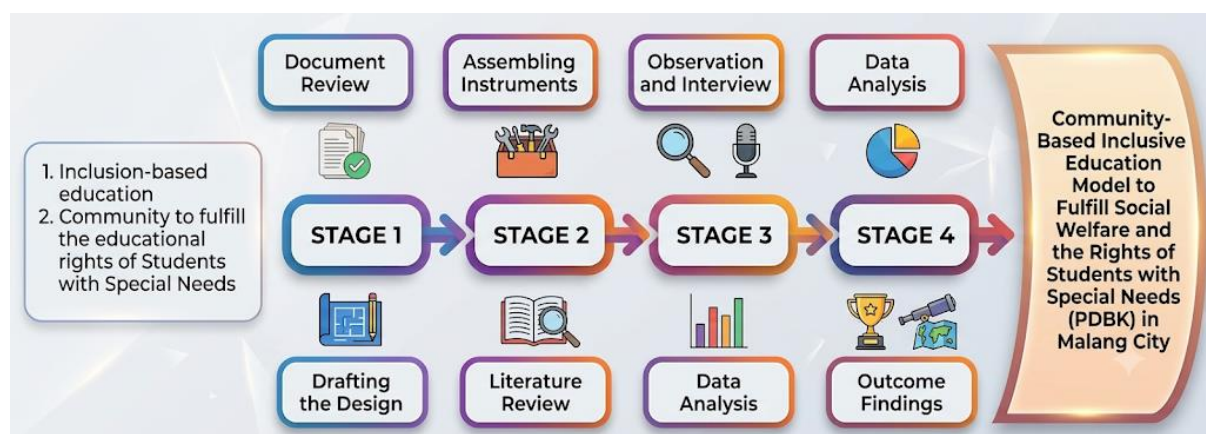 1. Inclusion-based
education
2. Community to fulfill
the educational
rights of Students
with Special Needs
Document
Review
Assembling
Instruments
Observation
and Interview
Data
Analysis
STAGE 1
STAGE 2
STAGE 3
STAGE 4
Drafting
the Design
Literature
Review
Data
Analysis
Outcome
Findings
Community-
Based Inclusive
Education
Model to
Fulfill Social
Welfare and
the Rights of
Students with
Special Needs
(PDBK) in
Malang City